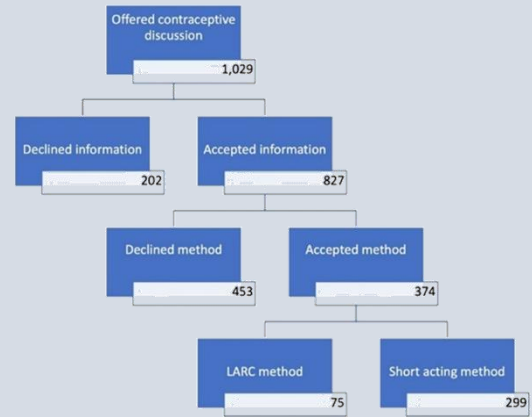 Offered contraceptive
discussion
1,029
Declined information
202
Accepted information
827
Declined method
453
Accepted method
374
LARC method
75
Short acting method
299